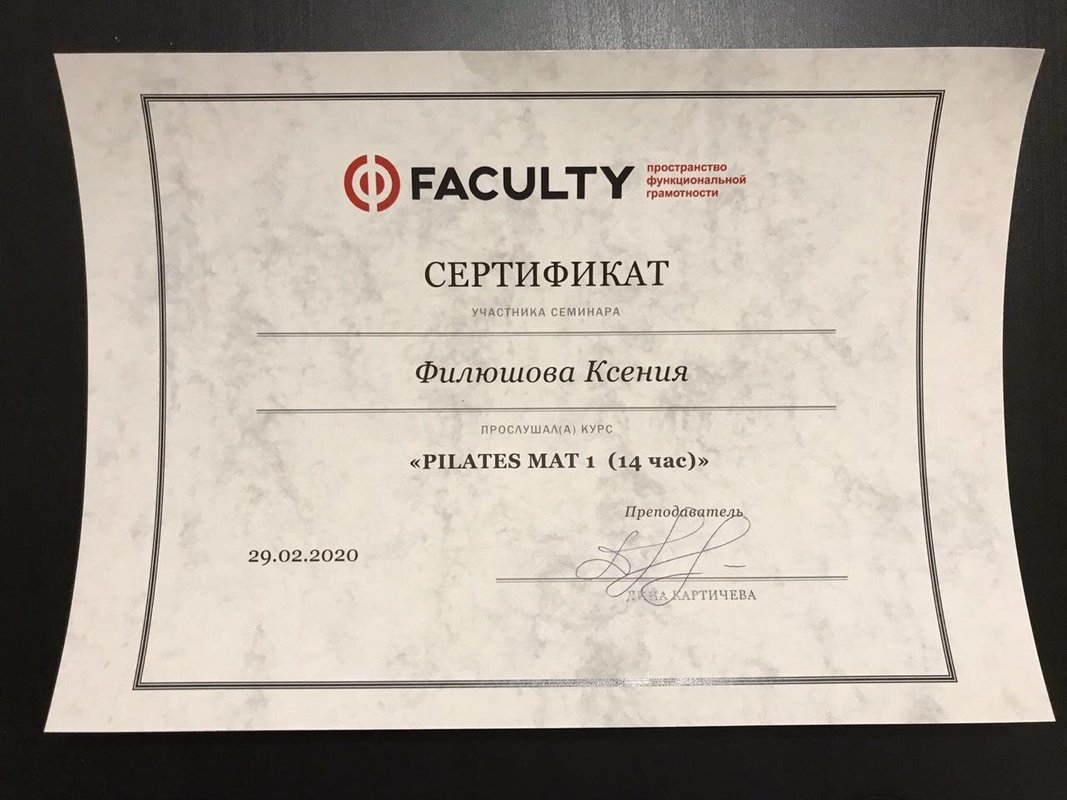 FACULTY
пространство
функциональной
грамотности
СЕРТИФИКАТ
УЧАСТНИКА СЕМИНАРА
Филюшова Ксения
ПРОСЛУШАЛ(А) КУРС
«PILATES MAT 1 (14 час)»
Преподаватель
29.02.2020
КАРТИЧЕВА